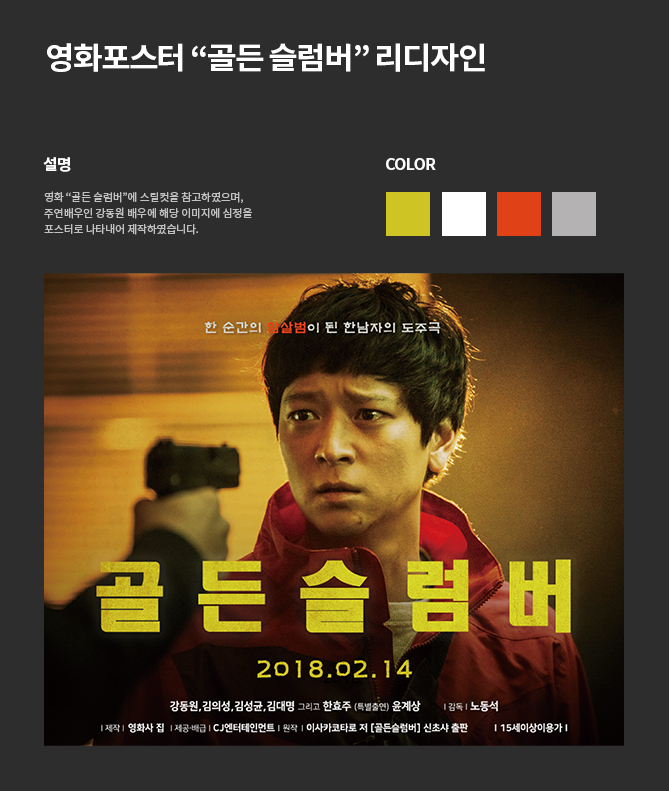 영화포스터 “골든 슬럼버” 리디자인
설명
영화 “골든 슬럼버”에 스틸컷을 참고하였으며,
주연배우인 강동원 배우에 해당 이미지에 심정을
포스터로 나타내어 제작하였습니다.
COLOR
한 순간의 암살범이 된 한남자의 도주극
골든슬럼버
2018.02.14
강동원,김의성,김성균,김대명 그리고 한효주 (특별출연) 윤계상 | 감독 | 노동석
| 제작 | 영화사 집 | 제공·배급 | CJ엔터테인먼트 | 원작 | 이사카코타로 저 [골든슬럼버] 신초샤 출판 | 15세이상이용가 |